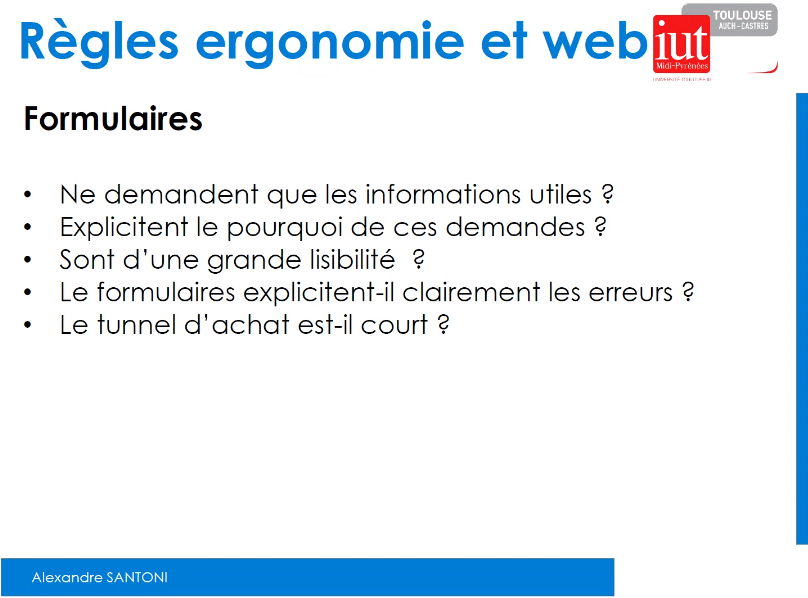 Règles ergonomie et web
TOULOUSE
AUCH - CASTRES
iut
Midi-Pyrénées
Formulaires
• Ne demandent que les informations utiles ?
• Explicitent le pourquoi de ces demandes ?
• Sont d’une grande lisibilité  ?
• Le formulaires explicitent-il clairement les erreurs ?
• Le tunnel d’achat est-il court ?
Alexandre SANTONI